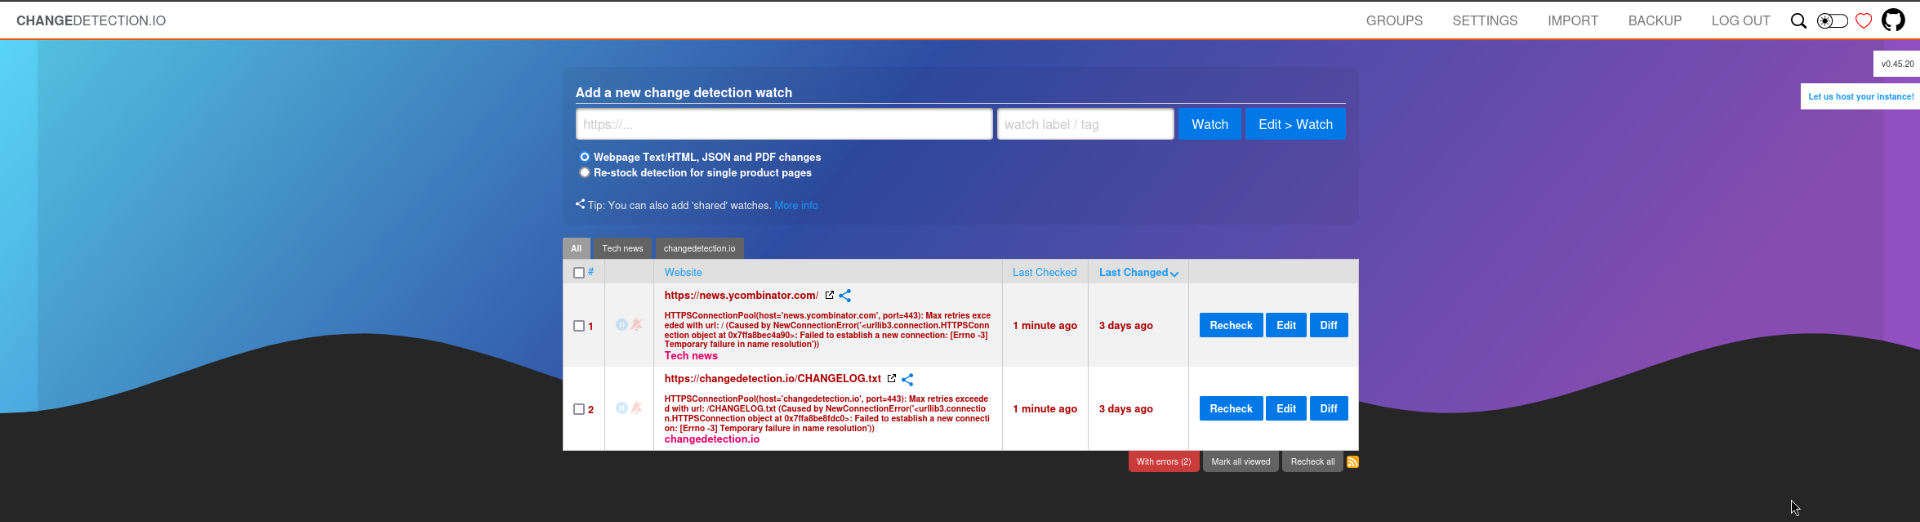 CHANGEDETECTION.IO GROUPS SETTINGS IMPORT BACKUP LOG OUT
v0.45.20
Let us host your instance!
Add a new change detection watch
https://... watch label / tag Watch Edit > Watch
Webpage Text/HTML, JSON and PDF changes
Re-stock detection for single product pages
Tip: You can also add 'shared' watches. More info
All Tech news changedetection.io
# Website Last Checked Last Changed
https://news.ycombinator.com/
HTTPSConnectionPool(host='news.ycombinator.com', port=443): Max retries exce
1 eded with url: / (Caused by NewConnectionError('<urllib3.connection.HTTPSConn 1 minute ago 3 days ago Recheck Edit Diff
ection object at 0x7ffa8bec4a90>: Failed to establish a new connection: [Errno -3]
Temporary failure in name resolution'))
Tech news
https://changedetection.io/CHANGELOG.txt
HTTPSConnectionPool(host='changedetection.io', port=443): Max retries exceede
2 d with url: /CHANGELOG.txt (Caused by NewConnectionError('<urllib3.connectio 1 minute ago 3 days ago Recheck Edit Diff
n.HTTPSConnection object at 0x7ffa8be8fdc0>: Failed to establish a new connecti
on: [Errno -3] Temporary failure in name resolution'))
changedetection.io
With errors (2) Mark all viewed Recheck all